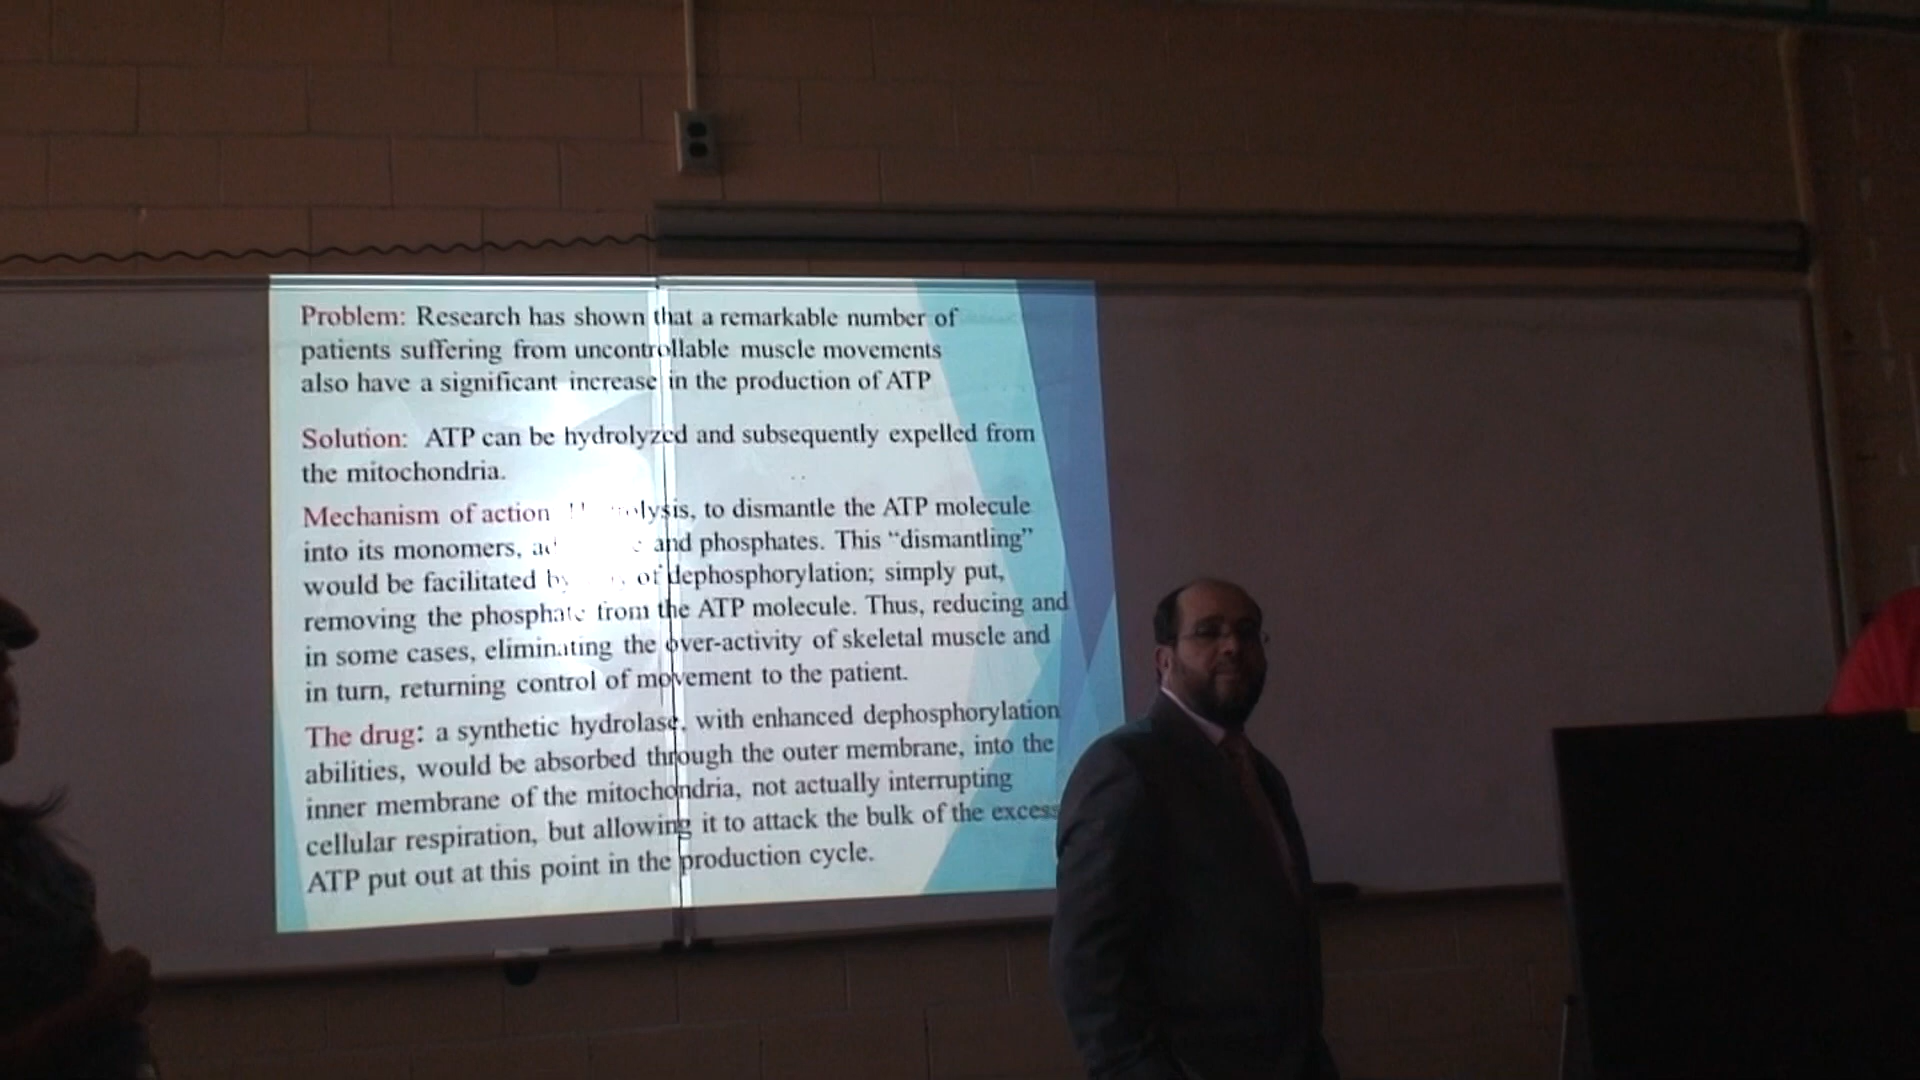 Problem: Research has shown that a remarkable number of
patients suffering from uncontrollable muscle movements
also have a significant increase in the production of ATP
Solution: ATP can be hydrolyzed and subsequently expelled from
the mitochondria.
Mechanism of action to dismantle the ATP molecule
into its monomers, and phosphates. This “dismantling”
would be facilitated by of dephosphorylation; simply put,
removing the phosphate from the ATP molecule. Thus, reducing and
in some cases, eliminating the over-activity of skeletal muscle and
in turn, returning control of movement to the patient.
The drug: a synthetic hydrolase, with enhanced dephosphorylation
abilities, would be absorbed through the outer membrane, into the
inner membrane of the mitochondria, not actually interrupting
cellular respiration, but allowing it to attack the bulk of the excess
ATP put out at this point in the production cycle.